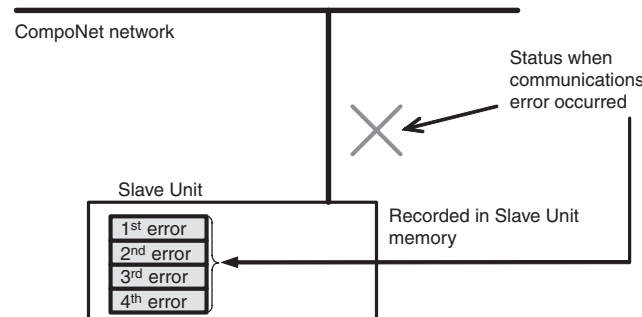 CompoNet network
Status when
communications
error occurred
Slave Unit
Recorded in Slave Unit
memory
1st error
2nd error
3rd error
4th error